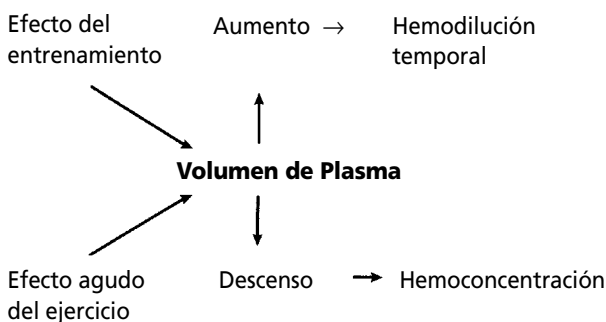 Efecto del
entrenamiento
Aumento →
Hemodilución
temporal
Volumen de Plasma
Efecto agudo
del ejercicio
Descenso
Hemoconcentración